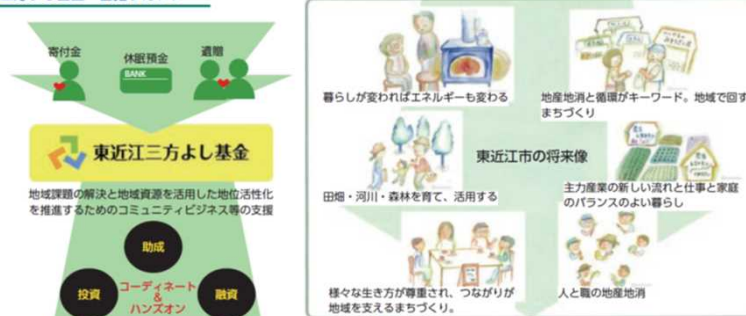 寄付金
休眠預金
遺贈
BANK
東近江三方よし基金
地域課題の解決と地域資源を活用した地位活性化
を推進するためのコミュニティビジネス等の支援
助成
投資
コーディネート
&
ハンズオン
融資
暮らしが変わればエネルギーも変わる
地産地消と循環がキーワード。地域で回す
まちづくり
東近江市の将来像
田畑・河川・森林を育て、活用する
主力産業の新しい流れと仕事と家庭
のバランスのよい暮らし
様々な生き方が尊重され、つながりが
地域を支えるまちづくり。
人と職の地産地消